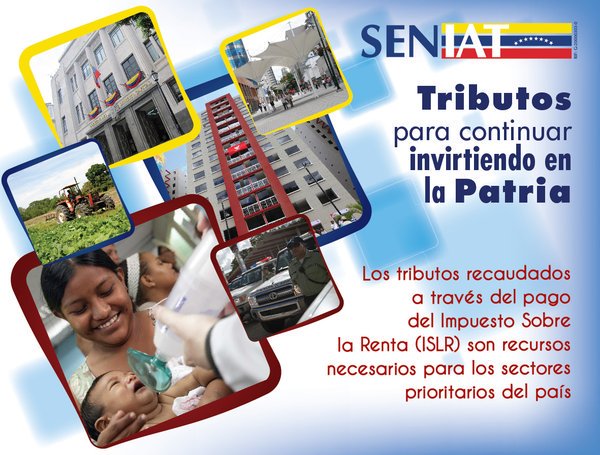 SENIAT
Tributos
para continuar
invirtiendo en
la Patria
Los tributos recaudados
a través del pago
del Impuesto Sobre
la Renta (ISLR) son recursos
necesarios para los sectores
prioritarios del país